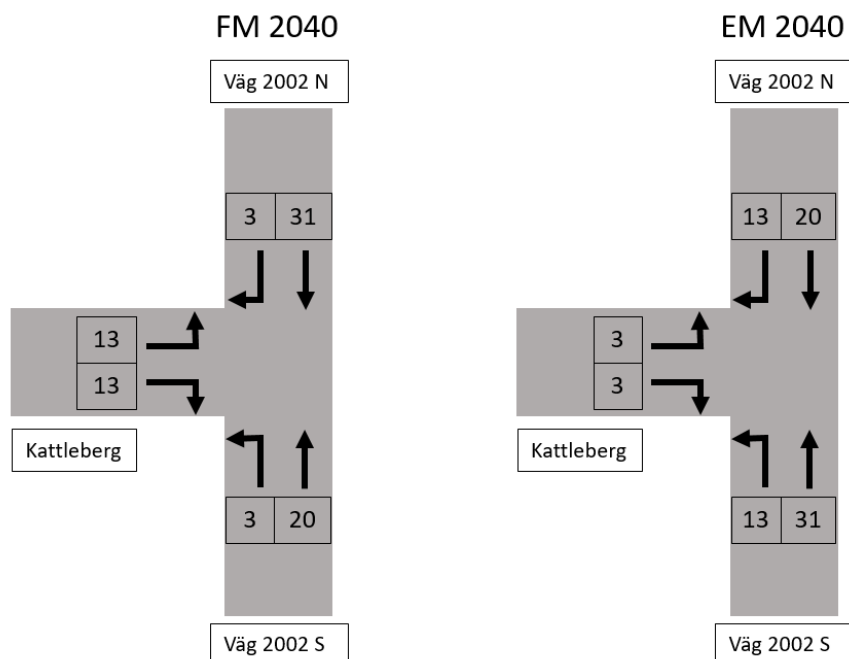 FM 2040
Väg 2002 N
3 31
13
13
Kattleberg
3 20
Väg 2002 S
EM 2040
Väg 2002 N
13 20
3
3
Kattleberg
13 31
Väg 2002 S